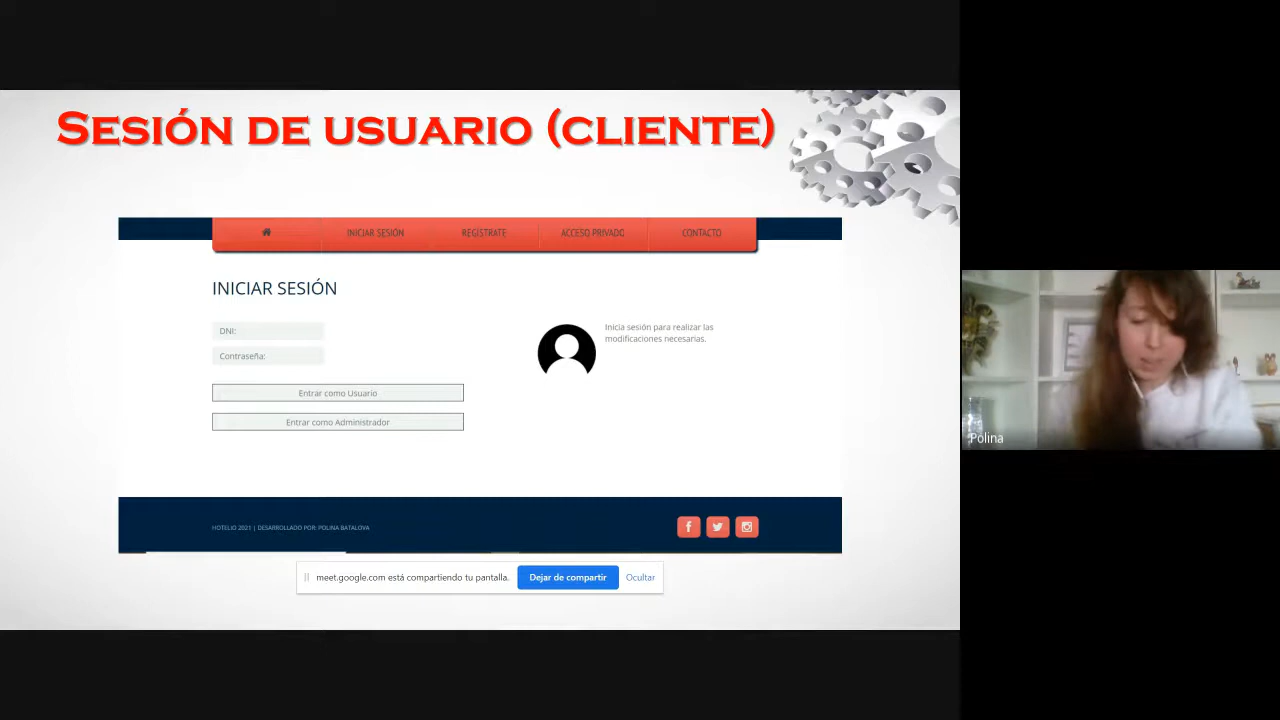 SESIÓN DE USUARIO (CLIENTE)
INICIAR SESIÓN
REGÍSTRATE
ACCESO PRIVADO
CONTACTO
INICIAR SESIÓN
DNI:
Contraseña:
Inicia sesión para realizar las
modificaciones necesarias.
Entrar como Usuario
Entrar como Administrador
HOTELIO 2021 | DESARROLLADO POR: POLINA BATALOVA
meet.google.com está compartiendo tu pantalla.
Dejar de compartir
Ocultar
Polina